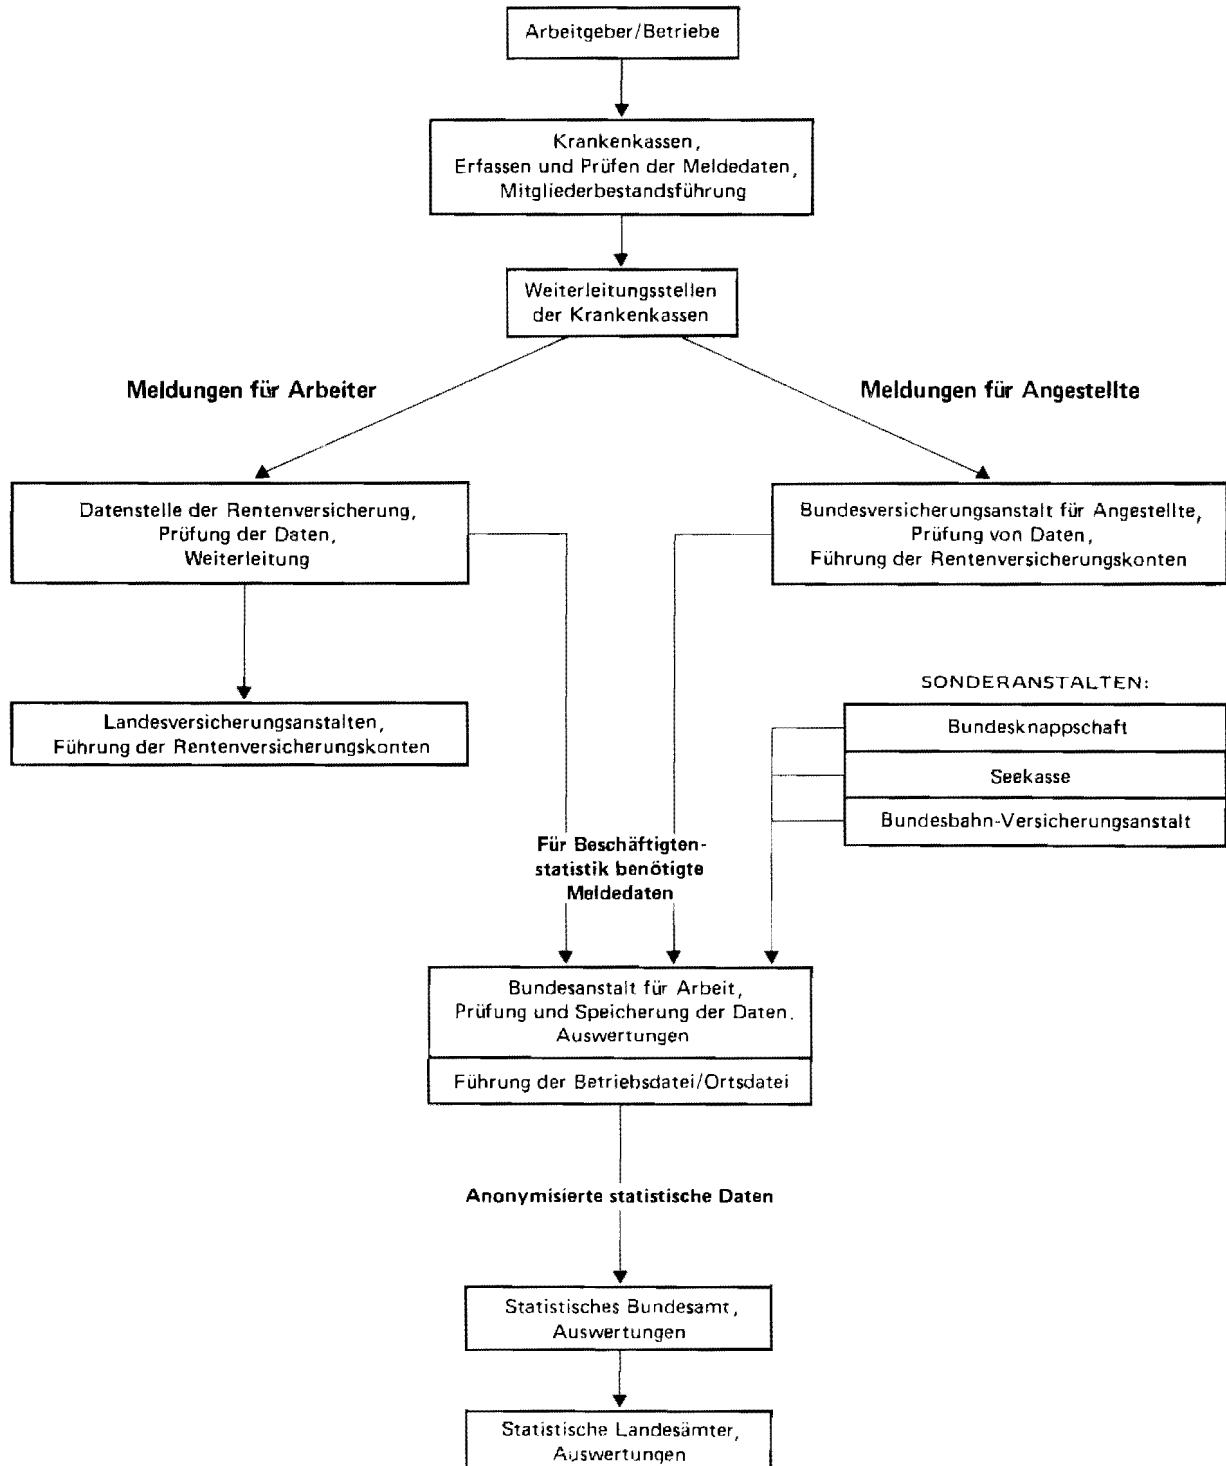 Arbeitgeber/Betriebe
Krankenkassen,
Erfassen und Prüfen der Meldedaten,
Mitgliederbestandsführung
Weiterleitungsstellen
der Krankenkassen
Meldungen für Arbeiter
Meldungen für Angestellte
Datenstelle der Rentenversicherung,
Prüfung der Daten,
Weiterleitung
Bundesversicherungsanstalt für Angestellte,
Prüfung von Daten,
Führung der Rentenversicherungskonten
Landesversicherungsanstalten,
Führung der Rentenversicherungskonten
SONDERANSTALTEN:
Bundesknappschaft
Seekasse
Bundesbahn-Versicherungsanstalt
Für Beschäftigten-
statistik benötigte
Meldedaten
Bundesanstalt für Arbeit,
Prüfung und Speicherung der Daten.
Auswertungen
Führung der Betriebsdatei/Ortsdatei
Anonymisierte statistische Daten
Statistisches Bundesamt,
Auswertungen
Statistische Landesämter,
Auswertungen